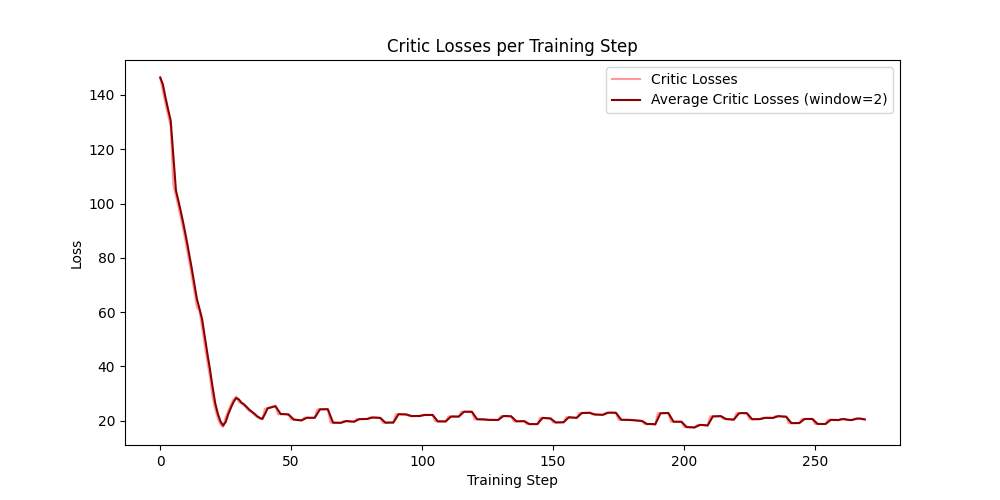 Critic Losses per Training Step
Critic Losses
Average Critic Losses (window=2)
Loss
140
120
100
80
60
40
20
0 50 100 150 200 250
Training Step